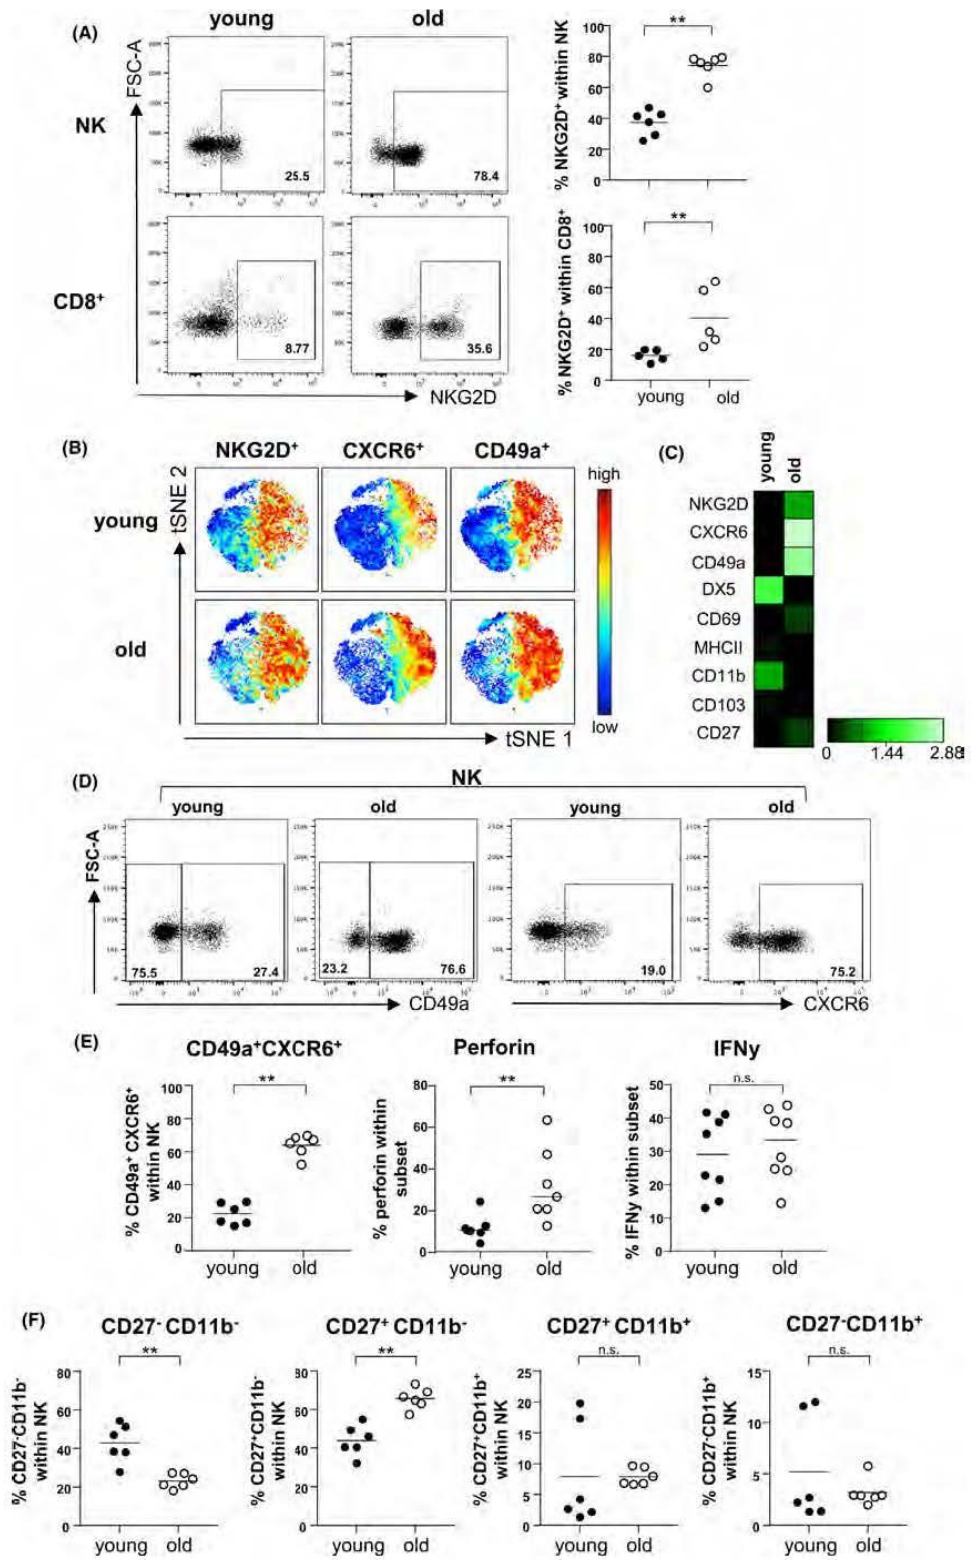 (A)
young old
FSC-A
NK
25.5
78.4
CD8⁺
8.77
35.6
NKG2D
% NKG2D⁺ within NK
**
100
80
60
40
20
0
% NKG2D⁺ within CD8⁺
**
100
80
60
40
20
0
young old
(B)
NKG2D⁺ CXCR6⁺ CD49a⁺
tSNE 2
young
old
tSNE 1
high
low
(C)
young old
NKG2D
CXCR6
CD49a
DX5
CD69
MHCII
CD11b
CD103
CD27
0 1.44 2.88
(D)
NK
young old young old
FSC-A
75.5 27.4
23.2 76.6
19.0
75.2
CD49a
CXCR6
(E)
CD49a⁺CXCR6⁺
**
% CD49a⁺ CXCR6⁺
within NK
100
80
60
40
20
0
young old
Perforin
**
% perforin within
subset
80
60
40
20
0
young old
IFNy
n.s.
% IFNy within subset
50
40
30
20
10
0
young old
(F)
CD27⁻ CD11b⁻
**
% CD27⁻CD11b⁻
within NK
80
60
40
20
0
young old
CD27⁺ CD11b⁻
**
% CD27⁺CD11b⁻
within NK
80
60
40
20
0
young old
CD27⁺ CD11b⁺
n.s.
% CD27⁺CD11b⁺
within NK
25
20
15
10
5
0
young old
CD27⁻CD11b⁺
n.s.
% CD27⁻CD11b⁺
within NK
15
10
5
0
young old